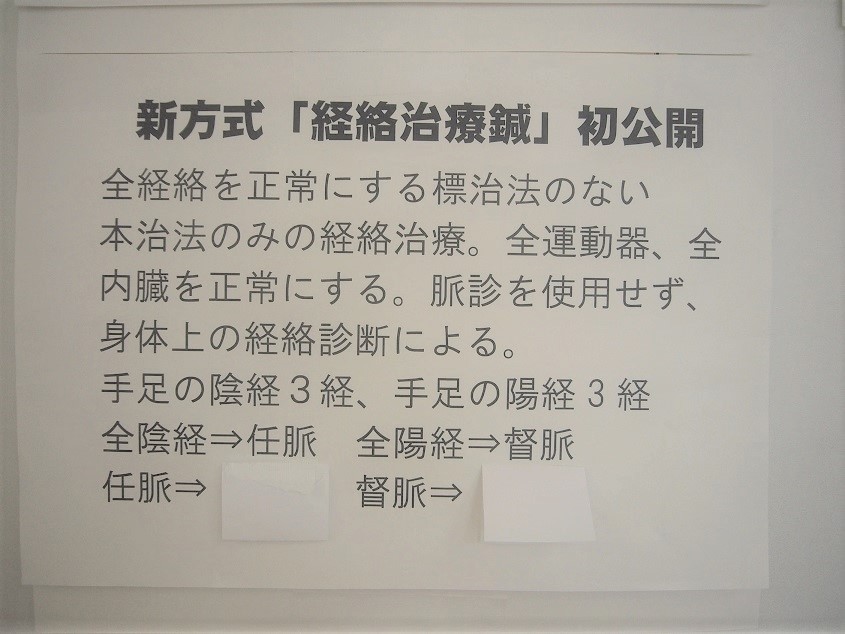 新方式「経絡治療鍼」初公開
全経絡を正常にする標治法のない
本治法のみの経絡治療。全運動器、全
内臓を正常にする。脈診を使用せず、
身体上の経絡診断による。
手足の陰経３経、手足の陽経３経
全陰経⇒任脈　全陽経⇒督脈
任脈⇒　督脈⇒